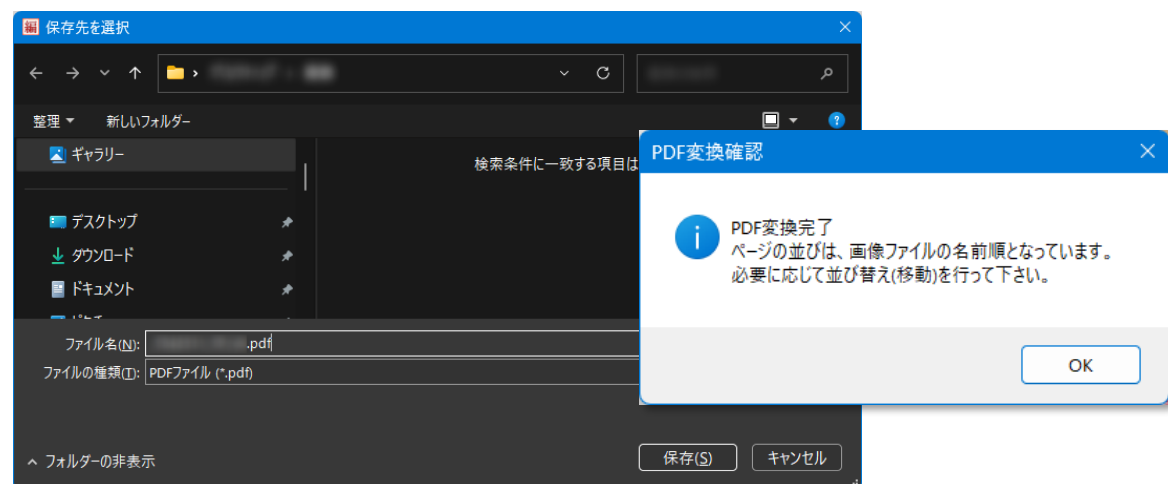 編 保存先を選択
整理
新しいフォルダー
ギャラリー
検索条件に一致する項目は
デスクトップ
ダウンロード
ドキュメント
ファイル名(N): .pdf
ファイルの種類(T): PDFファイル (*.pdf)
フォルダーの非表示
保存(S)
キャンセル
PDF変換確認
PDF変換完了
ページの並びは、画像ファイルの名前順となっています。
必要に応じて並び替え(移動)を行って下さい。
OK